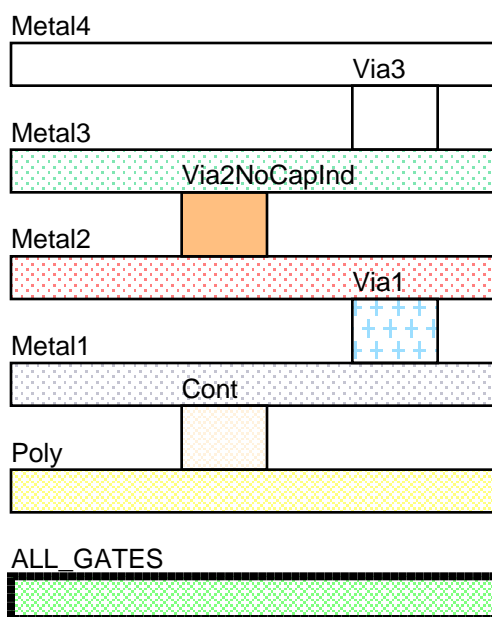 Metal4
Via3
Metal3
Via2NoCapInd
Metal2
Via1
Metal1
Cont
Poly
ALL_GATES